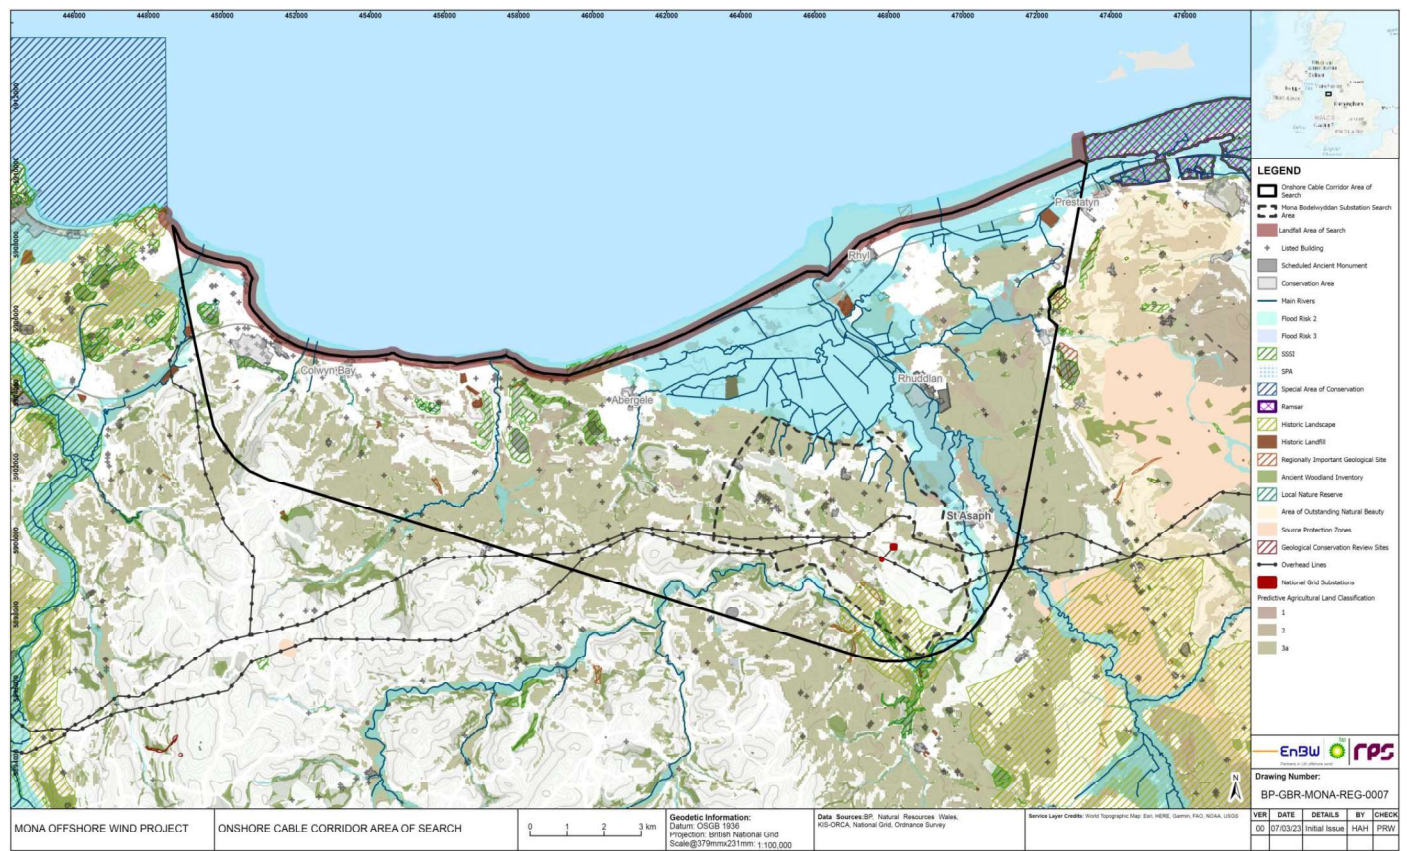 446000 448000 450000 452000 454000 456000 458000 460000 462000 464000 466000 468000 470000 472000 474000 476000
Prestatyn
Rhyl
Colwyn Bay
Rhuddlan
Abergele
St Asaph
LEGEND
Onshore Cable Corridor Area of
Search
Mona Bodelwyddan Substation Search
Area
Landfall Area of Search
Listed Building
Scheduled Ancient Monument
Conservation Area
Main Rivers
Flood Risk 2
Flood Risk 3
SSSI
SPA
Special Area of Conservation
Ramsar
Historic Landscape
Historic Landfill
Regionally Important Geological Site
Ancient Woodland Inventory
Local Nature Reserve
Area of Outstanding Natural Beauty
Source Protection Zones
Geological Conservation Review Sites
Overhead Lines
National Grid Substations
Predictive Agricultural Land Classification
1
2
3a
EnBW
bp
rps
Partners in UK offshore wind
N
Drawing Number:
BP-GBR-MONA-REG-0007
VER DATE DETAILS BY CHECK
00 07/03/23 Initial Issue HAH PRW
MONA OFFSHORE WIND PROJECT
ONSHORE CABLE CORRIDOR AREA OF SEARCH
0 1 2 3 km
Geodetic Information:
Datum: OSGB 1936
Projection: British National Grid
Scale@379mmx231mm: 1:100,000
Data Sources:BP, Natural Resources Wales,
KIS-ORCA, National Grid, Ordnance Survey
Service Layer Credits: World Topographic Map: Esri, HERE, Garmin, FAO, NOAA, USGS